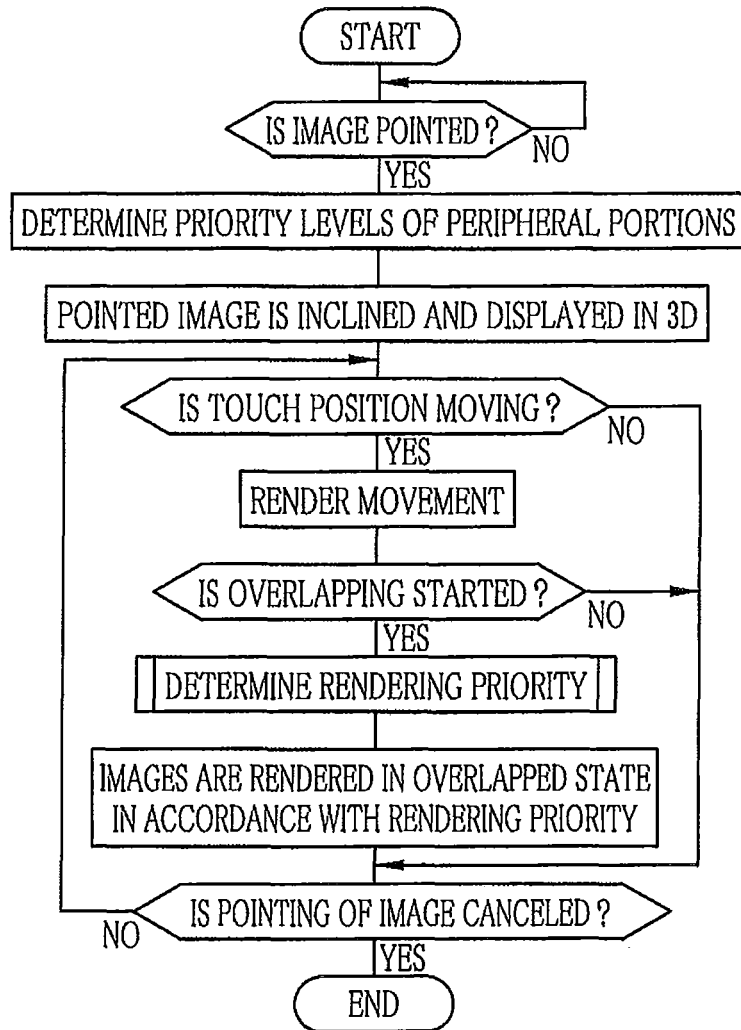 START
IS IMAGE POINTED ?
NO
YES
DETERMINE PRIORITY LEVELS OF PERIPHERAL PORTIONS
POINTED IMAGE IS INCLINED AND DISPLAYED IN 3D
IS TOUCH POSITION MOVING ?
NO
YES
RENDER MOVEMENT
IS OVERLAPPING STARTED ?
NO
YES
DETERMINE RENDERING PRIORITY
IMAGES ARE RENDERED IN OVERLAPPED STATE
IN ACCORDANCE WITH RENDERING PRIORITY
IS POINTING OF IMAGE CANCELED ?
NO
YES
END